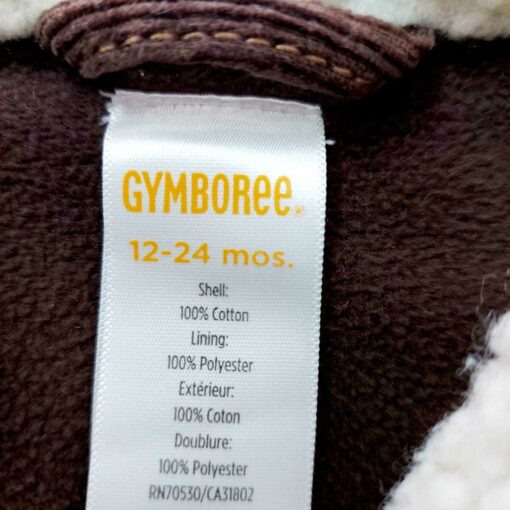 GYMBOREE
12-24 mos.
Shell:
100% Cotton
Lining:
100% Polyester
Extérieur:
100% Coton
Doublure:
100% Polyester
RN70530/CA31802